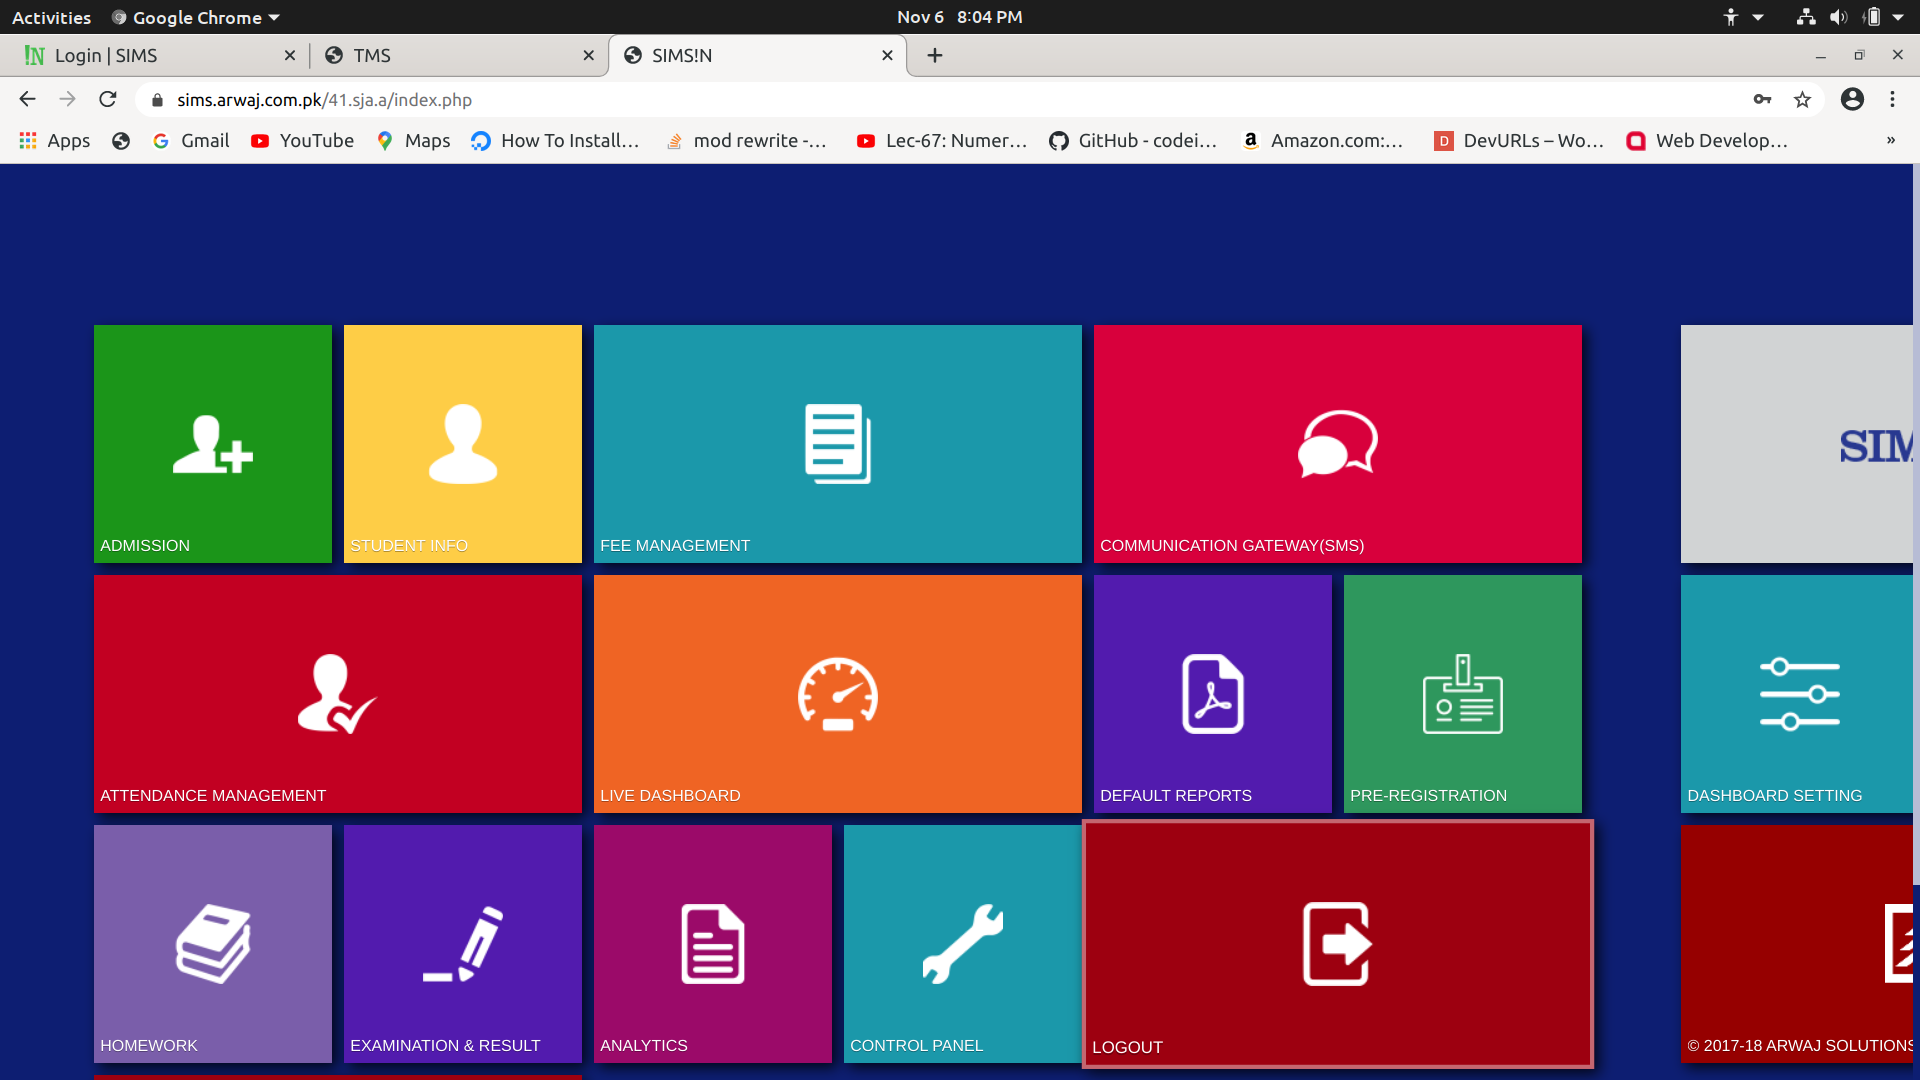 Activities Google Chrome Nov 6 8:04 PM
!N Login | SIMS TMS SIMS!N
sims.arwaj.com.pk/41.sja.a/index.php
Apps Gmail YouTube Maps How To Install... mod rewrite -... Lec-67: Numer... GitHub - codei... a Amazon.com:... D DevURLs – Wo... Web Develop... »
SIM
ADMISSION STUDENT INFO FEE MANAGEMENT COMMUNICATION GATEWAY(SMS)
ATTENDANCE MANAGEMENT LIVE DASHBOARD DEFAULT REPORTS PRE-REGISTRATION DASHBOARD SETTING
HOMEWORK EXAMINATION & RESULT ANALYTICS CONTROL PANEL LOGOUT © 2017-18 ARWAJ SOLUTIONS